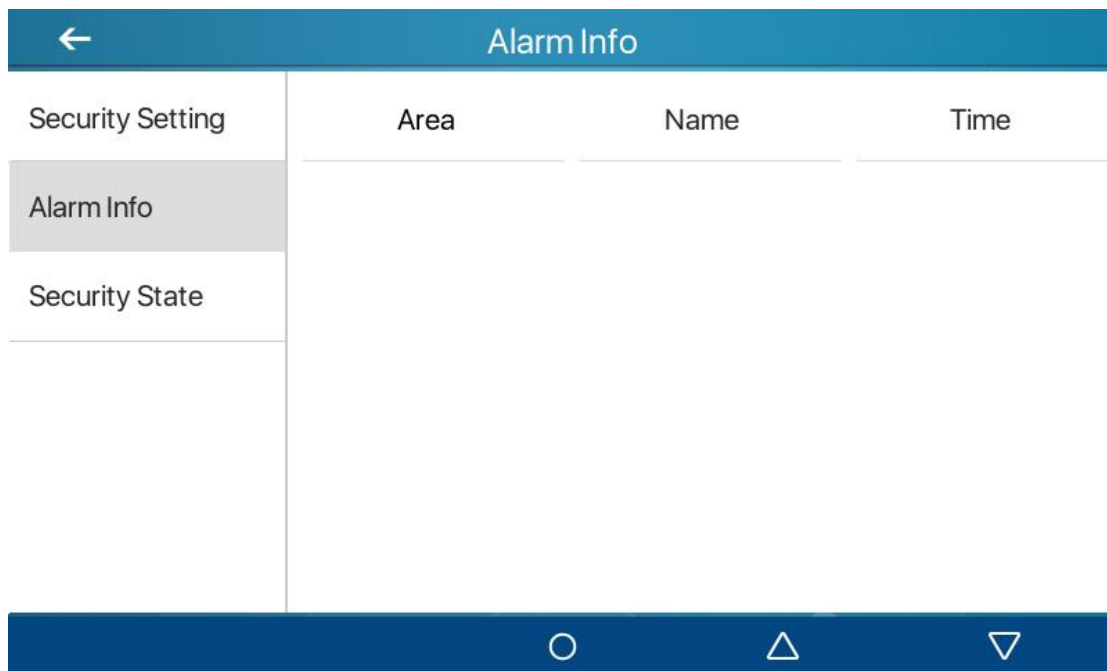 Alarm Info
Security Setting
Area Name Time
Alarm Info
Security State